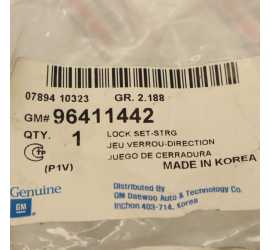 07894 10323 GR. 2.188
GM# 96411442
QTY. 1 LOCK SET-STRG
JEU VERROU-DIRECTION
JUEGO DE CERRADURA
MADE IN KOREA
(P1V)
Genuine
GM
Distributed By
GM Daewoo Auto & Technology Co.
Inchon 403-714, Korea